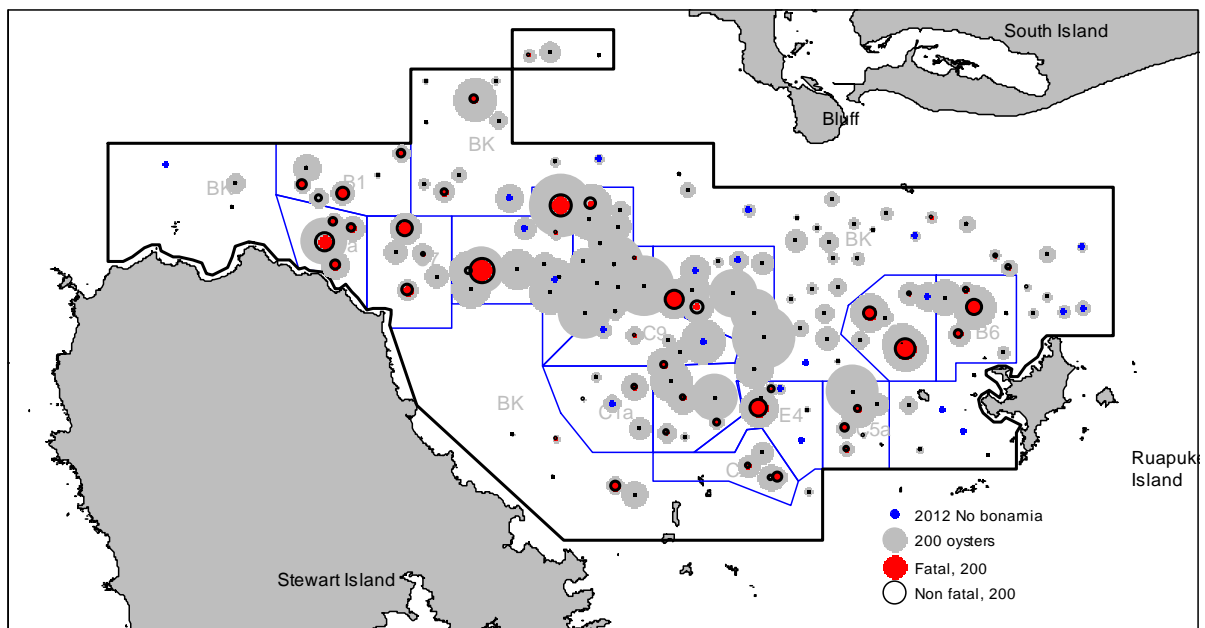 South Island
Bluff
BK
BK
B1
BK
C9
B6
BK
C1a
E4
C5a
Ruapuke
Island
2012 No bonamia
200 oysters
Fatal, 200
Non fatal, 200
Stewart Island